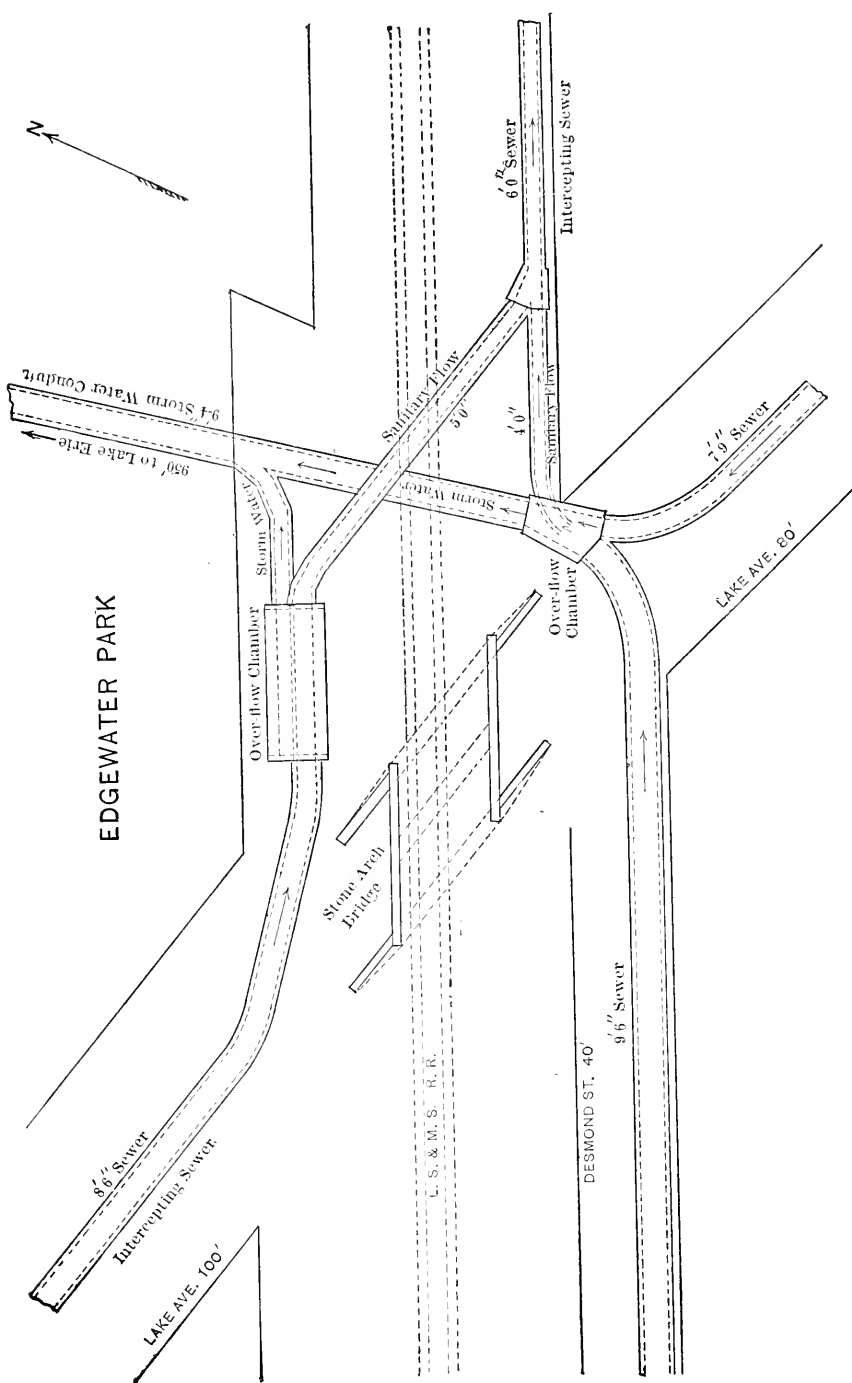 N
9'4" Storm Water Conduit.
950' to Lake Erie
EDGEWATER PARK
Storm Water
Over-flow Chamber
Sanitary Flow
5'0"
6'0" Sewer
Intercepting Sewer
4'0"
Sanitary Flow
Storm Water
7'9" Sewer
Over-flow
Chamber
LAKE AVE. 80'
Stone Arch
Bridge
8'6" Sewer
Intercepting Sewer.
LAKE AVE. 100'
L. S. & M. S. R. R.
DESMOND ST. 40'
9'6" Sewer